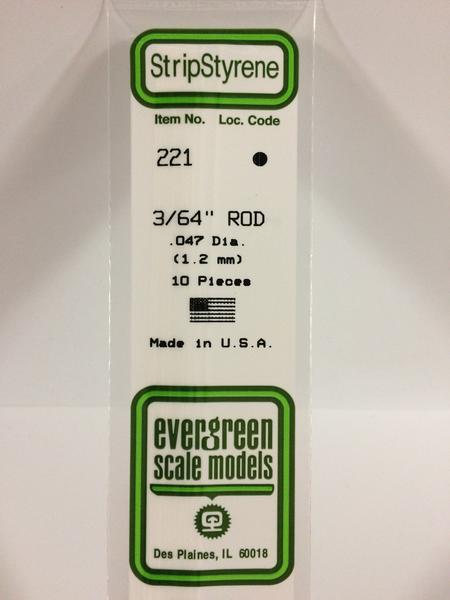 StripStyrene
Item No. Loc. Code
221 ●
3/64" ROD
.047 Dia.
(1.2 mm)
10 Pieces
Made in U.S.A.
evergreen
scale models
Des Plaines, IL 60018